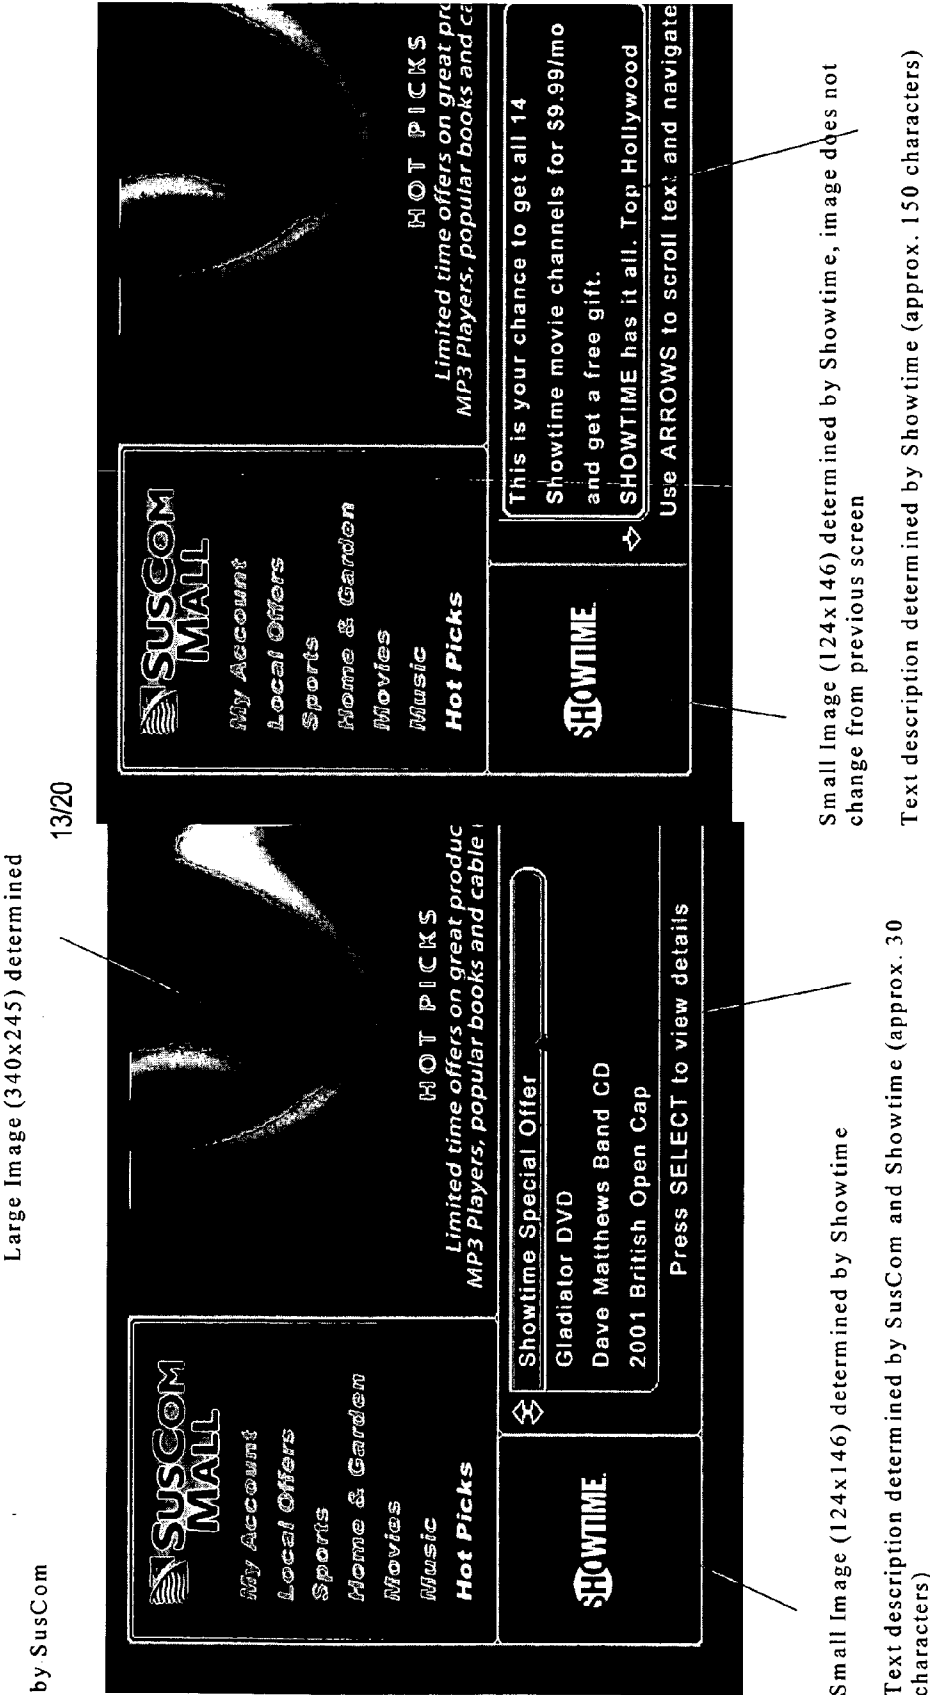 13/20
Large Image (340x245) determined
by SusCom
SUSCOM
MALL
My Account
Local Offers
Sports
Home & Garden
Movies
Music
Hot Picks
HOT PICKS
Limited time offers on great produc
MP3 Players, popular books and cable
SHOWTIME.
Showtime Special Offer
Gladiator DVD
Dave Matthews Band CD
2001 British Open Cap
Press SELECT to view details
Small Image (124x146) determined by Showtime
Text description determined by SusCom and Showtime (approx. 30
characters)
SUSCOM
MALL
My Account
Local Offers
Sports
Home & Garden
Movies
Music
Hot Picks
HOT PICKS
Limited time offers on great pro
MP3 Players, popular books and ca
SHOWTIME.
This is your chance to get all 14
Showtime movie channels for $9.99/mo
and get a free gift.
SHOWTIME has it all. Top Hollywood
Use ARROWS to scroll text and navigate
Small Image (124x146) determined by Showtime, image does not
change from previous screen
Text description determined by Showtime (approx. 150 characters)